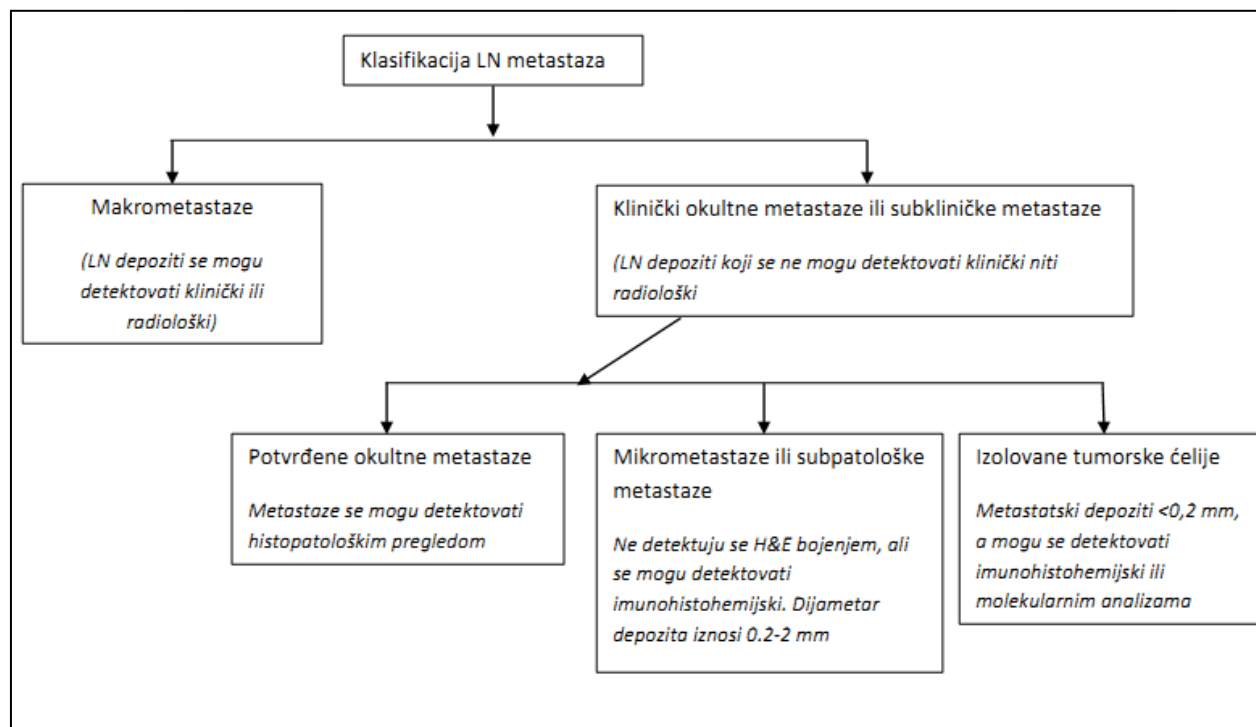 Klasifikacija LN metastaza
Makrometastaze
(LN depoziti se mogu
detektovati klinički ili
radiološki)
Klinički okultne metastaze ili subkliničke metastaze
(LN depoziti koji se ne mogu detektovati klinički niti
radiološki
Potvrđene okultne metastaze
Metastaze se mogu detektovati
histopatološkim pregledom
Mikrometastaze ili subpatološke
metastaze
Ne detektuju se H&E bojenjem, ali
se mogu detektovati
imunohistohemijski. Dijametar
depozita iznosi 0.2-2 mm
Izolovane tumorske ćelije
Metastatski depoziti <0,2 mm,
a mogu se detektovati
imunohistohemijski ili
molekularnim analizama